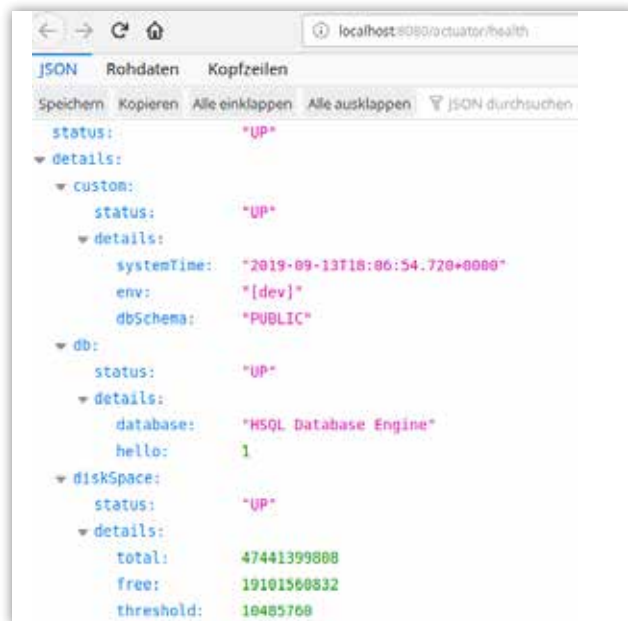 localhost:8080/actuator/health
JSON Rohdaten Kopfzeilen
Speichern Kopieren Alle einklappen Alle ausklappen JSON durchsuchen
status: "UP"
details:
custom:
status: "UP"
details:
systemTime: "2019-09-13T18:06:54.720+0000"
env: "[dev]"
dbSchema: "PUBLIC"
db:
status: "UP"
details:
database: "HSQL Database Engine"
hello: 1
diskSpace:
status: "UP"
details:
total: 47441399808
free: 19101560832
threshold: 10485760